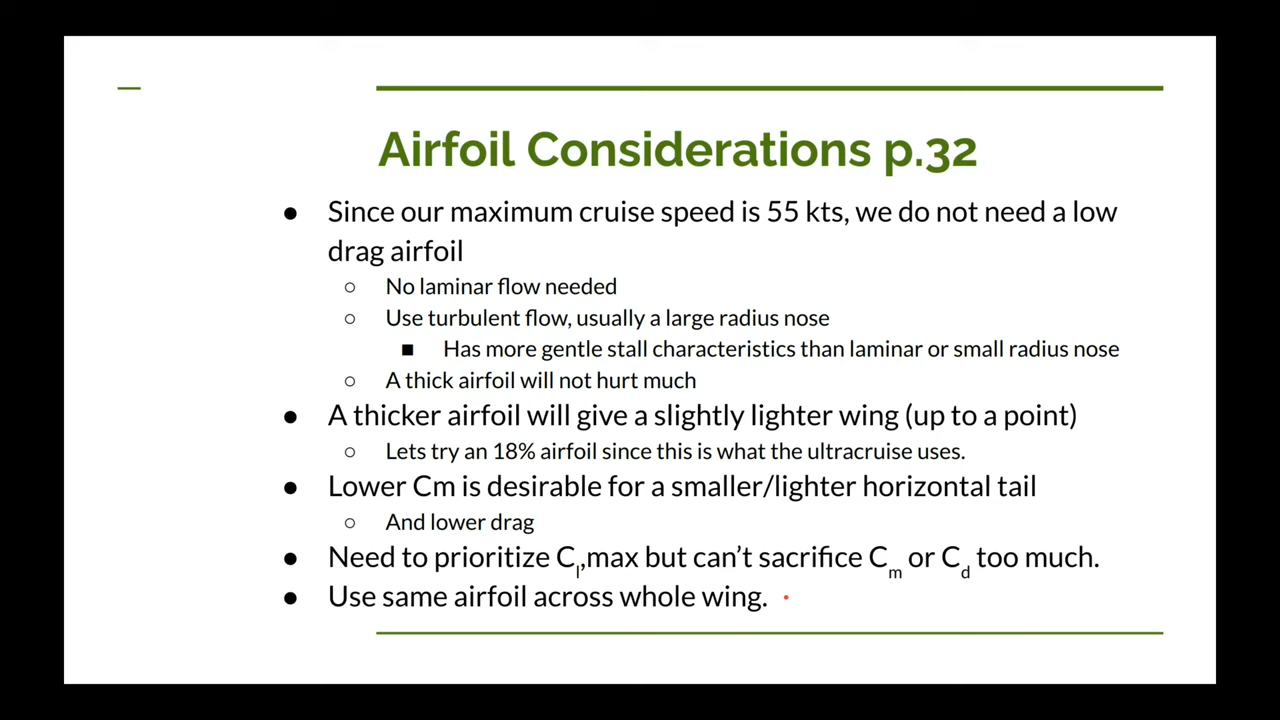 Airfoil Considerations p.32
● Since our maximum cruise speed is 55 kts, we do not need a low
drag airfoil
○ No laminar flow needed
○ Use turbulent flow, usually a large radius nose
■ Has more gentle stall characteristics than laminar or small radius nose
○ A thick airfoil will not hurt much
● A thicker airfoil will give a slightly lighter wing (up to a point)
○ Lets try an 18% airfoil since this is what the ultracruise uses.
● Lower Cm is desirable for a smaller/lighter horizontal tail
○ And lower drag
● Need to prioritize Cl,max but can’t sacrifice Cm or Cd too much.
● Use same airfoil across whole wing.